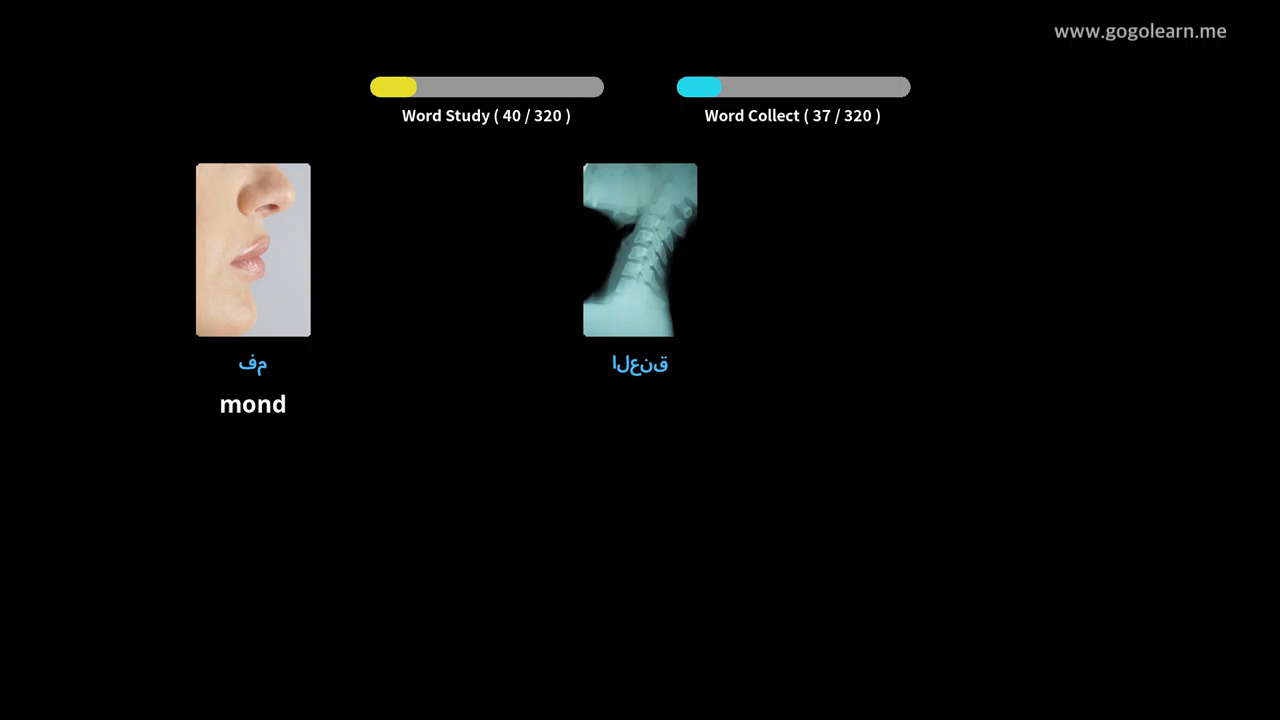 www.gogolearn.me
Word Study ( 40 / 320 )
Word Collect ( 37 / 320 )
فم
العنق
mond